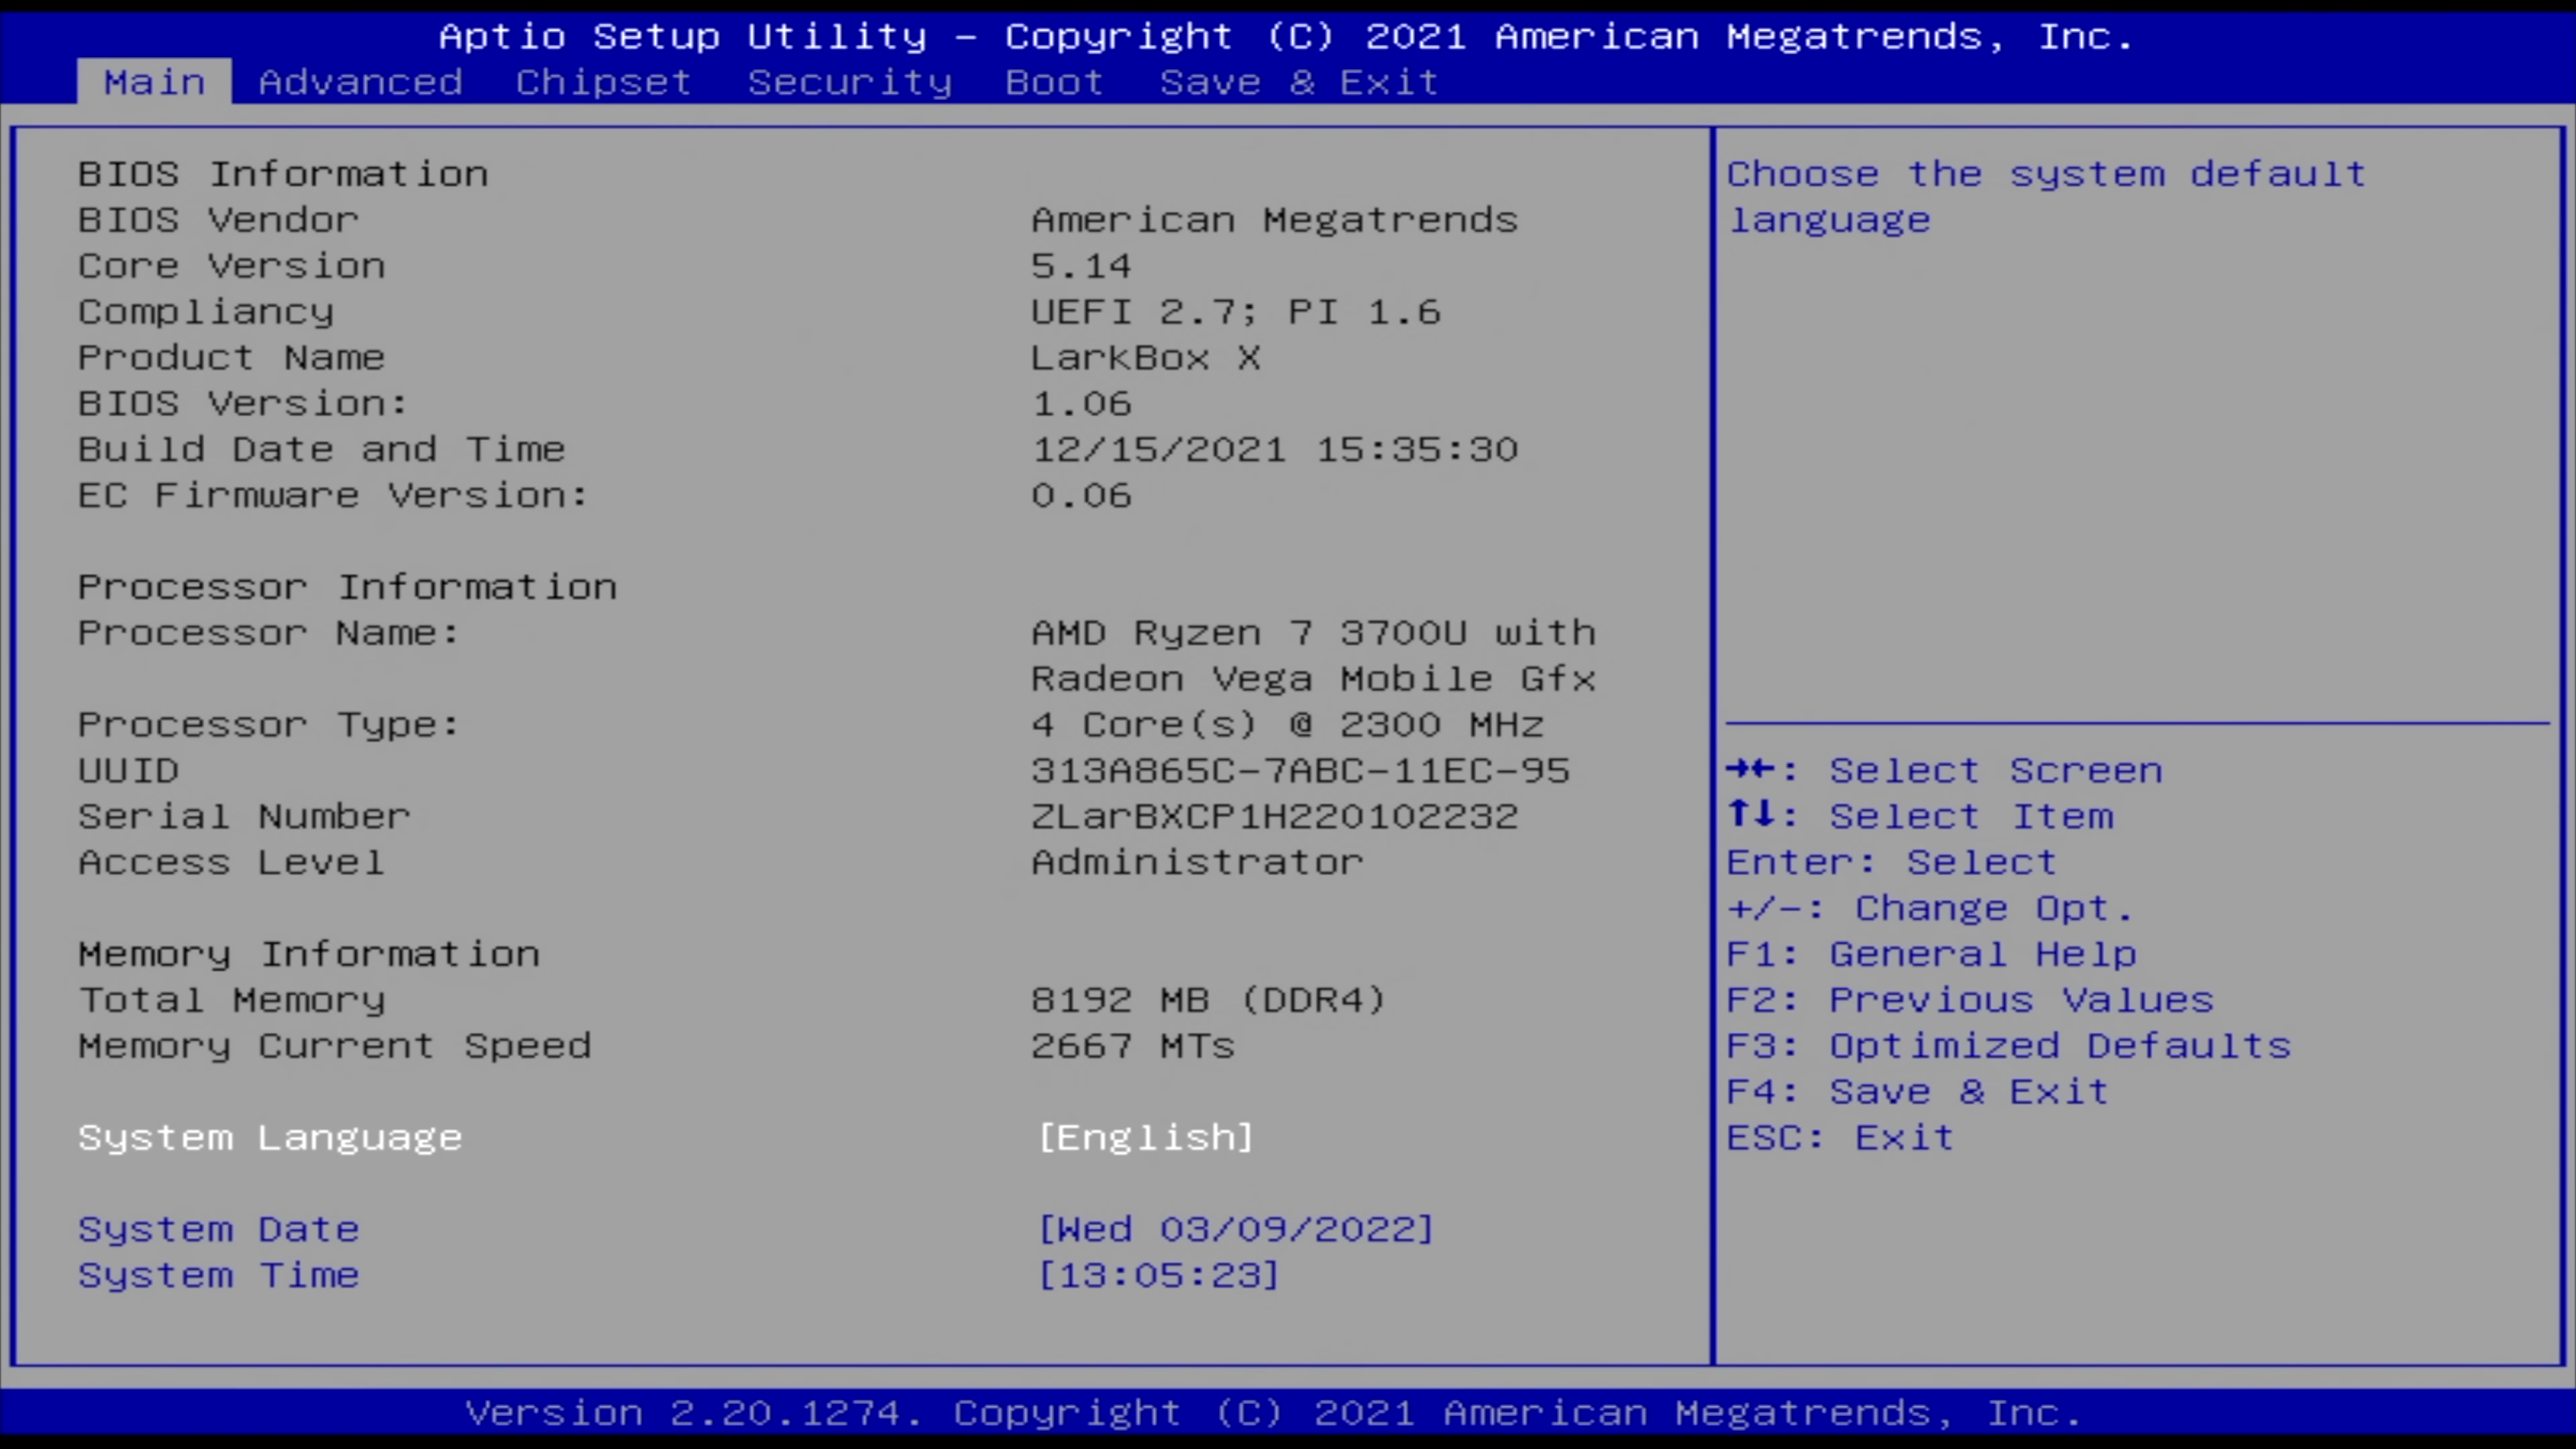 Aptio Setup Utility – Copyright (C) 2021 American Megatrends, Inc.
Main Advanced Chipset Security Boot Save & Exit
BIOS Information
BIOS Vendor American Megatrends
Core Version 5.14
Compliancy UEFI 2.7; PI 1.6
Product Name LarkBox X
BIOS Version: 1.06
Build Date and Time 12/15/2021 15:35:30
EC Firmware Version: 0.06
Processor Information
Processor Name: AMD Ryzen 7 3700U with
Radeon Vega Mobile Gfx
Processor Type: 4 Core(s) @ 2300 MHz
UUID 313A865C-7ABC-11EC-95
Serial Number ZLarBXCP1H220102232
Access Level Administrator
Memory Information
Total Memory 8192 MB (DDR4)
Memory Current Speed 2667 MTs
System Language [English]
System Date [Wed 03/09/2022]
System Time [13:05:23]
Choose the system default
language
→←: Select Screen
↑↓: Select Item
Enter: Select
+/-: Change Opt.
F1: General Help
F2: Previous Values
F3: Optimized Defaults
F4: Save & Exit
ESC: Exit
Version 2.20.1274. Copyright (C) 2021 American Megatrends, Inc.